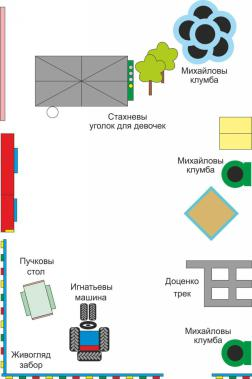 Михайловы
клумба
Стахневы
уголок для девочек
Михайловы
клумба
Пучковы
стол
Игнатьевы
машина
Доценко
трек
Михайловы
клумба
Живогляд
забор